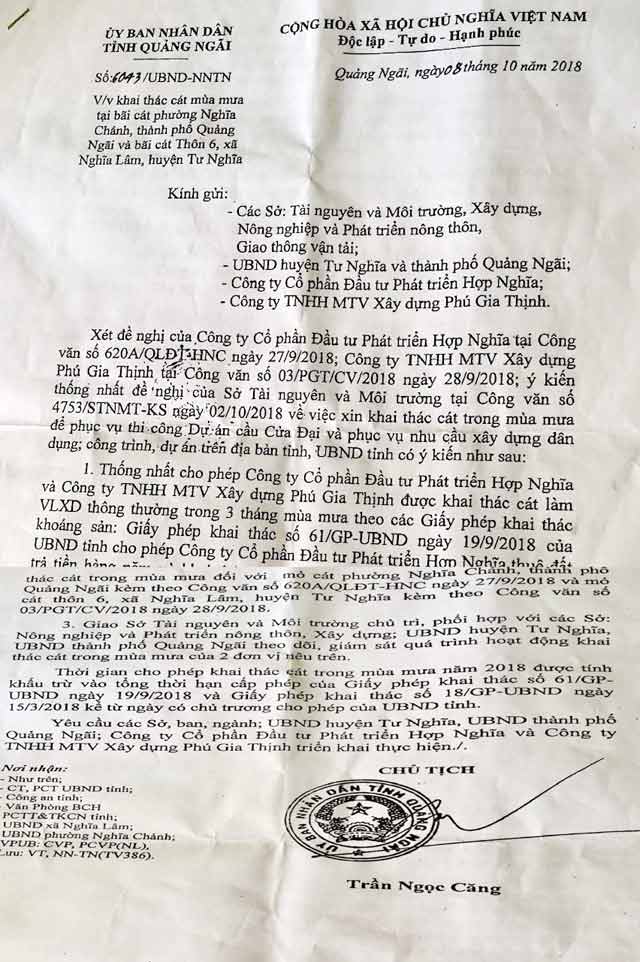 ỦY BAN NHÂN DÂN
TỈNH QUẢNG NGÃI
CỘNG HÒA XÃ HỘI CHỦ NGHĨA VIỆT NAM
Độc lập - Tự do - Hạnh phúc
Số: 6043/UBND-NNTN
Quảng Ngãi, ngày 08 tháng 10 năm 2018
V/v khai thác cát mùa mưa
tại bãi cát phường Nghĩa
Chánh, thành phố Quảng
Ngãi và bãi cát Thôn 6, xã
Nghĩa Lâm, huyện Tư Nghĩa
Kính gửi:
- Các Sở: Tài nguyên và Môi trường, Xây dựng,
Nông nghiệp và Phát triển nông thôn,
Giao thông vận tải;
- UBND huyện Tư Nghĩa và thành phố Quảng Ngãi;
- Công ty Cổ phần Đầu tư Phát triển Hợp Nghĩa;
- Công ty TNHH MTV Xây dựng Phú Gia Thịnh.
Xét đề nghị của Công ty Cổ phần Đầu tư Phát triển Hợp Nghĩa tại Công
văn số 620A/QLĐT-HNC ngày 27/9/2018; Công ty TNHH MTV Xây dựng
Phú Gia Thịnh tại Công văn số 03/PGT/CV/2018 ngày 28/9/2018; ý kiến
thống nhất đề nghị của Sở Tài nguyên và Môi trường tại Công văn số
4753/STNMT-KS ngày 02/10/2018 về việc xin khai thác cát trong mùa mưa
để phục vụ thi công Dự án cầu Cửa Đại và phục vụ nhu cầu xây dựng dân
dụng; công trình, dự án trên địa bàn tỉnh, UBND tỉnh có ý kiến như sau:
1. Thống nhất cho phép Công ty Cổ phần Đầu tư Phát triển Hợp Nghĩa
và Công ty TNHH MTV Xây dựng Phú Gia Thịnh được khai thác cát làm
VLXD thông thường trong 3 tháng mùa mưa theo các Giấy phép khai thác
khoáng sản: Giấy phép khai thác số 61/GP-UBND ngày 19/9/2018 của
UBND tỉnh cho phép Công ty Cổ phần Đầu tư Phát triển Hợp Nghĩa thuê đất
trả tiền hàng năm
thác cát trong mùa mưa đối với mỏ cát phường Nghĩa Chánh, thành phố
Quảng Ngãi kèm theo Công văn số 620A/QLĐT-HNC ngày 27/9/2018 và mỏ
cát thôn 6, xã Nghĩa Lâm, huyện Tư Nghĩa kèm theo Công văn số
03/PGT/CV/2018 ngày 28/9/2018.
3. Giao Sở Tài nguyên và Môi trường chủ trì, phối hợp với các Sở:
Nông nghiệp và Phát triển nông thôn, Xây dựng; UBND huyện Tư Nghĩa,
UBND thành phố Quảng Ngãi theo dõi, giám sát quá trình hoạt động khai
thác cát trong mùa mưa của 2 đơn vị nêu trên.
Thời gian cho phép khai thác cát trong mùa mưa năm 2018 được tính
khấu trừ vào tổng thời hạn cấp phép của Giấy phép khai thác số 61/GP-
UBND ngày 19/9/2018 và Giấy phép khai thác số 18/GP-UBND ngày
15/3/2018 kể từ ngày có chủ trương cho phép của UBND tỉnh.
Yêu cầu các Sở, ban, ngành; UBND huyện Tư Nghĩa, UBND thành phố
Quảng Ngãi; Công ty Cổ phần Đầu tư Phát triển Hợp Nghĩa và Công ty
TNHH MTV Xây dựng Phú Gia Thịnh triển khai thực hiện./.
Nơi nhận:
- Như trên;
- CT, PCT UBND tỉnh;
- Công an tỉnh;
- Văn Phòng BCH
PCTT&TKCN tỉnh;
UBND xã Nghĩa Lâm;
UBND phường Nghĩa Chánh;
VPUB: CVP, PCVP(NL),
Lưu: VT, NN-TN(TV386).
CHỦ TỊCH
ỦY BAN NHÂN DÂN TỈNH QUẢNG NGÃI
Trần Ngọc Căng